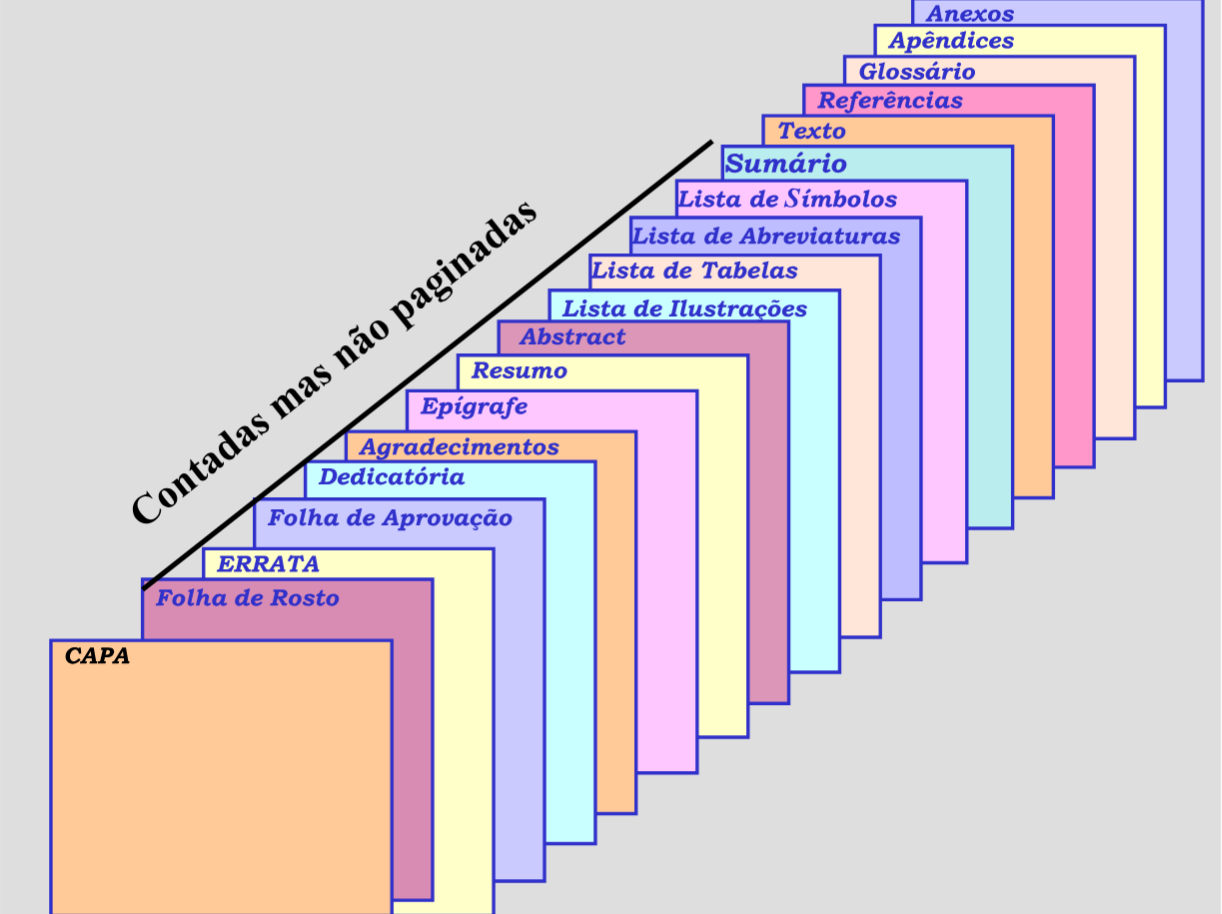 Anexos
Apêndices
Glossário
Referências
Texto
Sumário
Lista de Símbolos
Lista de Abreviaturas
Lista de Tabelas
Lista de Ilustrações
Abstract
Resumo
Epígrafe
Agradecimentos
Dedicatória
Folha de Aprovação
ERRATA
Folha de Rosto
CAPA
Contadas mas não paginadas